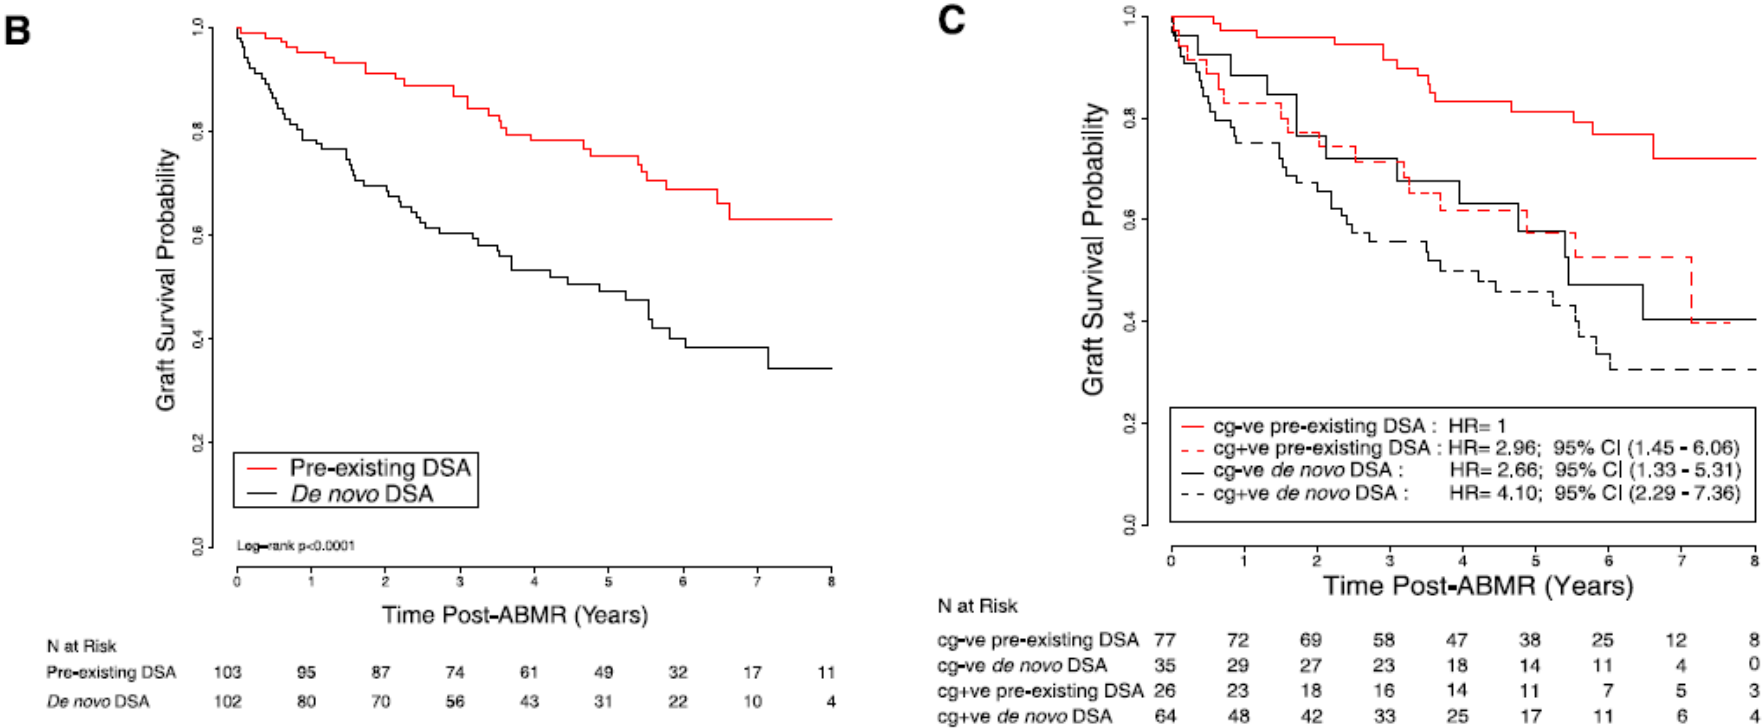 B
Graft Survival Probability
1.0
0.8
0.6
0.4
0.2
0.0
Pre-existing DSA
De novo DSA
Log-rank p<0.0001
0 1 2 3 4 5 6 7 8
Time Post-ABMR (Years)
N at Risk
Pre-existing DSA 103 95 87 74 61 49 32 17 11
De novo DSA 102 80 70 56 43 31 22 10 4
C
Graft Survival Probability
1.0
0.8
0.6
0.4
0.2
0.0
cg-ve pre-existing DSA : HR= 1
cg+ve pre-existing DSA : HR= 2.96; 95% CI (1.45 - 6.06)
cg-ve de novo DSA : HR= 2.66; 95% CI (1.33 - 5.31)
cg+ve de novo DSA : HR= 4.10; 95% CI (2.29 - 7.36)
0 1 2 3 4 5 6 7 8
Time Post-ABMR (Years)
N at Risk
cg-ve pre-existing DSA 77 72 69 58 47 38 25 12 8
cg-ve de novo DSA 35 29 27 23 18 14 11 4 0
cg+ve pre-existing DSA 26 23 18 16 14 11 7 5 3
cg+ve de novo DSA 64 48 42 33 25 17 11 6 4